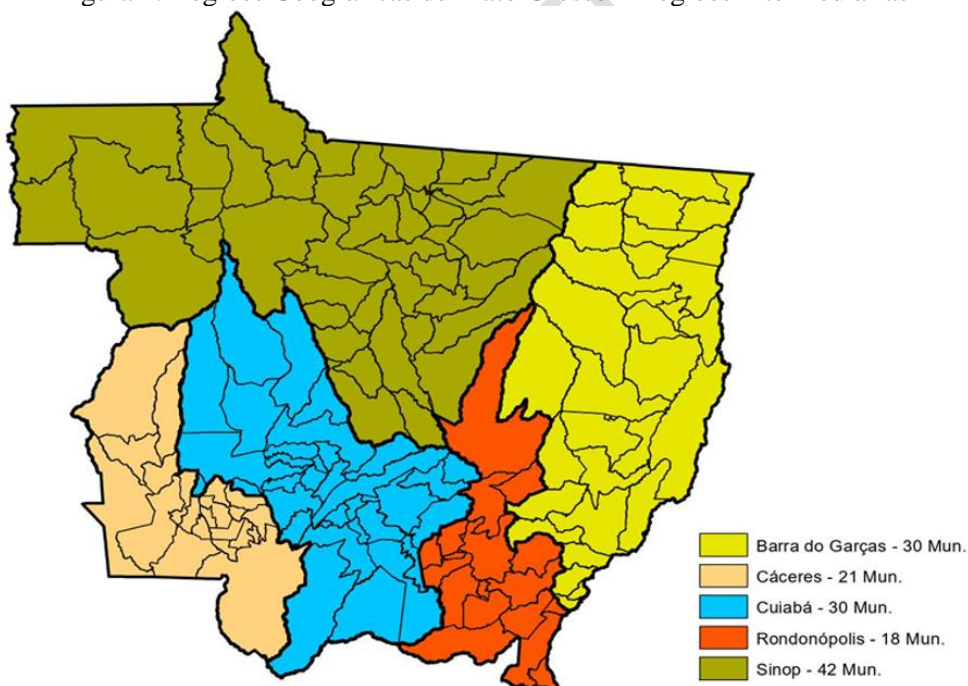 Barra do Garças - 30 Mun.
Cáceres - 21 Mun.
Cuiabá - 30 Mun.
Rondonópolis - 18 Mun.
Sinop - 42 Mun.